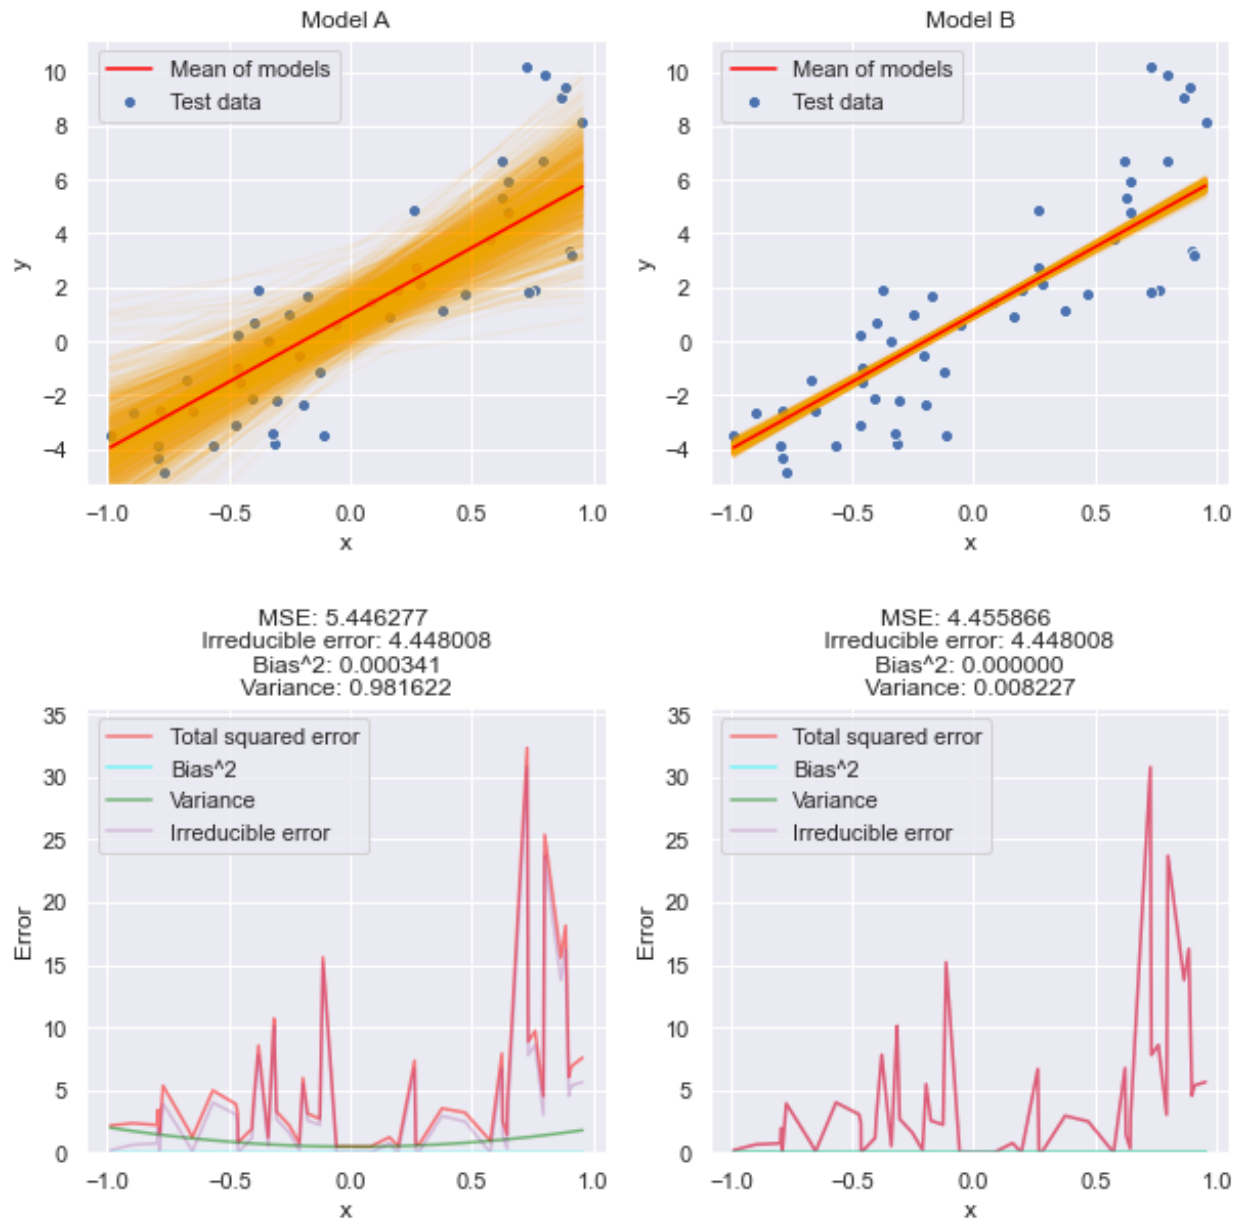 Model A
Mean of models
Test data
10
8
6
4
2
0
−2
−4
y
−1.0 −0.5 0.0 0.5 1.0
x
Model B
Mean of models
Test data
10
8
6
4
2
0
−2
−4
y
−1.0 −0.5 0.0 0.5 1.0
x
MSE: 5.446277
Irreducible error: 4.448008
Bias^2: 0.000341
Variance: 0.981622
Total squared error
Bias^2
Variance
Irreducible error
35
30
25
20
15
10
5
0
Error
−1.0 −0.5 0.0 0.5 1.0
x
MSE: 4.455866
Irreducible error: 4.448008
Bias^2: 0.000000
Variance: 0.008227
Total squared error
Bias^2
Variance
Irreducible error
35
30
25
20
15
10
5
0
Error
−1.0 −0.5 0.0 0.5 1.0
x